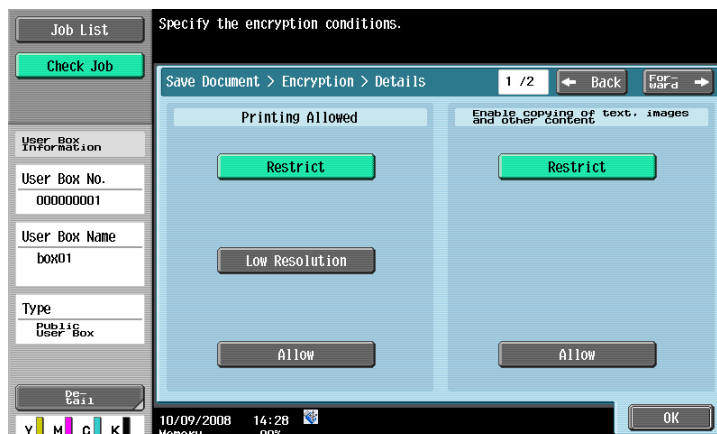 Job List
Check Job
User Box
Information
User Box No.
000000001
User Box Name
box01
Type
Public
User Box
De-
tail
Y M C K
Specify the encryption conditions.
Save Document > Encryption > Details
1 /2
← Back
For-
ward →
Printing Allowed
Restrict
Low Resolution
Allow
Enable copying of text, images
and other content
Restrict
Allow
10/09/2008 14:28
Memory 99%
OK